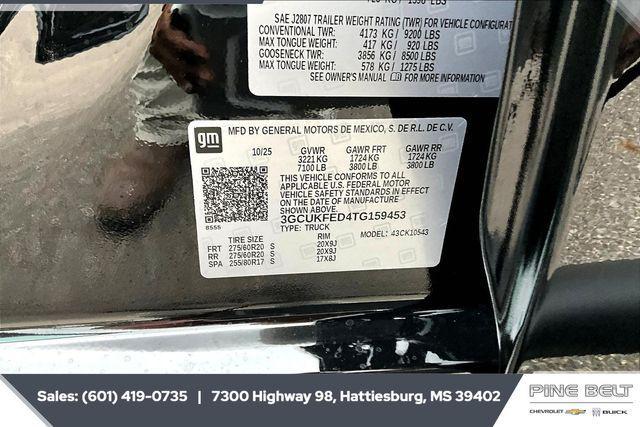 SAE J2807 TRAILER WEIGHT RATING (TWR) FOR VEHICLE CONFIGURAT
CONVENTIONAL TWR: 4173 KG / 9200 LBS
MAX TONGUE WEIGHT: 417 KG / 920 LBS
GOOSENECK TWR: 3856 KG / 8500 LBS
MAX TONGUE WEIGHT: 578 KG / 1275 LBS
SEE OWNER'S MANUAL FOR MORE INFORMATION
gm MFD BY GENERAL MOTORS DE MEXICO, S. DE R.L. DE C.V.
10/25 GVWR GAWR FRT GAWR RR
3221 KG 1724 KG 1724 KG
7100 LB 3800 LB 3800 LB
THIS VEHICLE CONFORMS TO ALL
APPLICABLE U.S. FEDERAL MOTOR
VEHICLE SAFETY STANDARDS IN EFFECT
ON THE DATE OF MANUFACTURE
SHOWN ABOVE.
3GCUKFED4TG159453
8555 TYPE: TRUCK MODEL: 43CK10543
TIRE SIZE RIM
FRT 275/60R20 S 20X9J
RR 275/60R20 S 20X9J
SPA 255/80R17 S 17X8J
Sales: (601) 419-0735 | 7300 Highway 98, Hattiesburg, MS 39402
PINE BELT
CHEVROLET BUICK